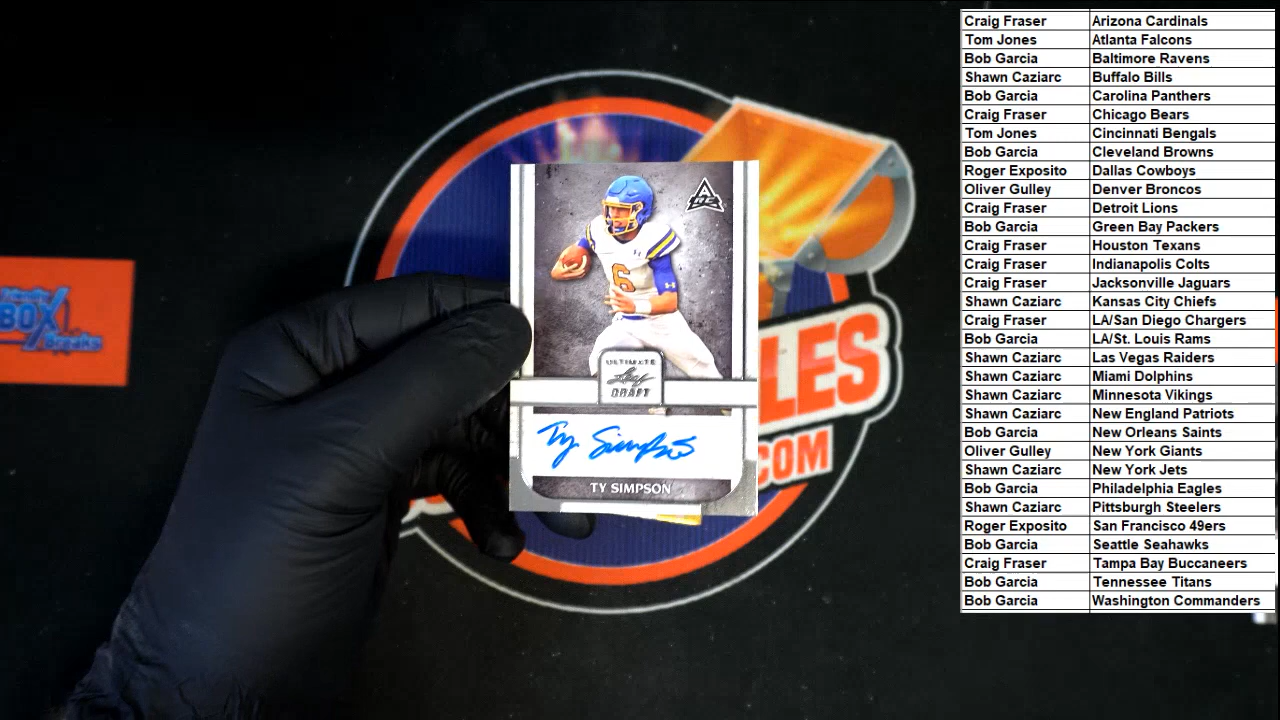 Craig Fraser Arizona Cardinals
Tom Jones Atlanta Falcons
Bob Garcia Baltimore Ravens
Shawn Caziarc Buffalo Bills
Bob Garcia Carolina Panthers
Craig Fraser Chicago Bears
Tom Jones Cincinnati Bengals
Bob Garcia Cleveland Browns
Roger Exposito Dallas Cowboys
Oliver Gulley Denver Broncos
Craig Fraser Detroit Lions
Bob Garcia Green Bay Packers
Craig Fraser Houston Texans
Craig Fraser Indianapolis Colts
Craig Fraser Jacksonville Jaguars
Shawn Caziarc Kansas City Chiefs
Craig Fraser LA/San Diego Chargers
Bob Garcia LA/St. Louis Rams
Shawn Caziarc Las Vegas Raiders
Shawn Caziarc Miami Dolphins
Shawn Caziarc Minnesota Vikings
Shawn Caziarc New England Patriots
Bob Garcia New Orleans Saints
Oliver Gulley New York Giants
Shawn Caziarc New York Jets
Bob Garcia Philadelphia Eagles
Shawn Caziarc Pittsburgh Steelers
Roger Exposito San Francisco 49ers
Bob Garcia Seattle Seahawks
Craig Fraser Tampa Bay Buccaneers
Bob Garcia Tennessee Titans
Bob Garcia Washington Commanders
6
ULTIMATE
Leaf
DRAFT
Ty Simpson
TY SIMPSON
BOX
Breaks
LES
COM